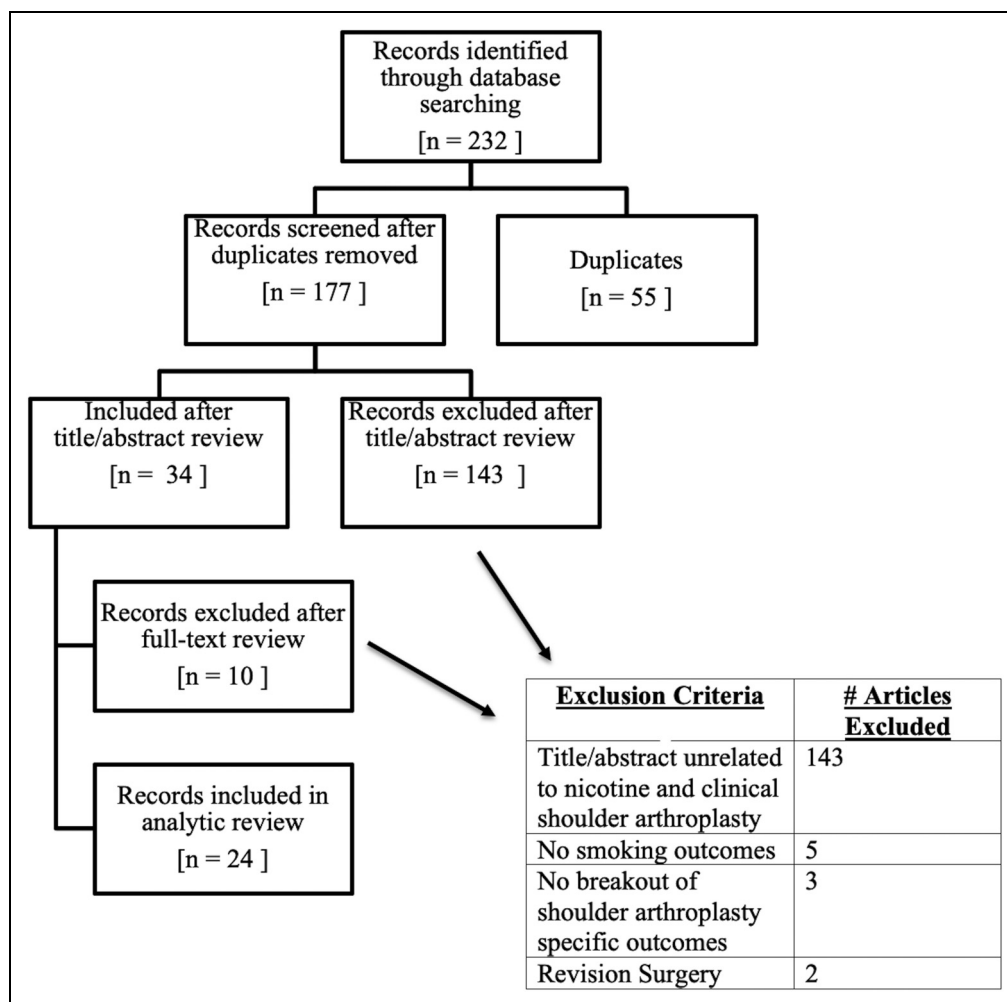 Records identified
through database
searching
[n = 232 ]
Records screened after
duplicates removed
[n = 177 ]
Duplicates
[n = 55 ]
Included after
title/abstract review
[n = 34 ]
Records excluded after
title/abstract review
[n = 143 ]
Records excluded after
full-text review
[n = 10 ]
Records included in
analytic review
[n = 24 ]
Exclusion Criteria
# Articles
Excluded
Title/abstract unrelated
to nicotine and clinical
shoulder arthroplasty
143
No smoking outcomes
5
No breakout of
shoulder arthroplasty
specific outcomes
3
Revision Surgery
2